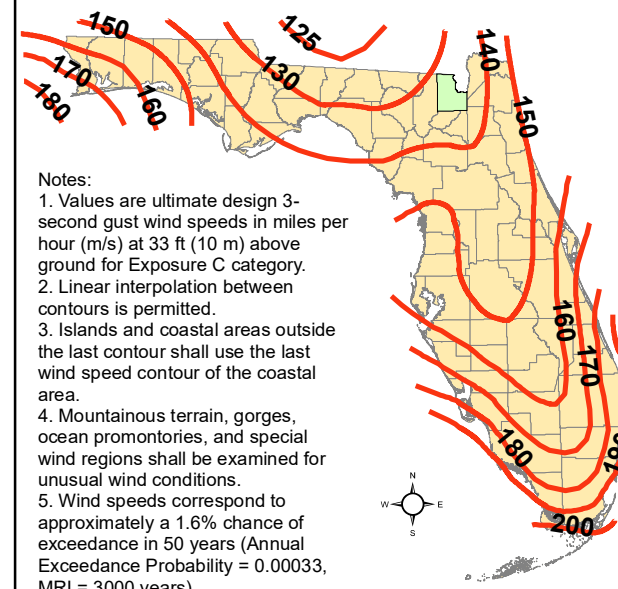 150
125
140
170
130
180
160
150
Notes:
1. Values are ultimate design 3-
second gust wind speeds in miles per
hour (m/s) at 33 ft (10 m) above
ground for Exposure C category.
2. Linear interpolation between
contours is permitted.
3. Islands and coastal areas outside
the last contour shall use the last
wind speed contour of the coastal
area.
4. Mountainous terrain, gorges,
ocean promontories, and special
wind regions shall be examined for
unusual wind conditions.
5. Wind speeds correspond to
approximately a 1.6% chance of
exceedance in 50 years (Annual
Exceedance Probability = 0.00033,
MRI = 3000 years)
160
170
180
N
W
E
S
200